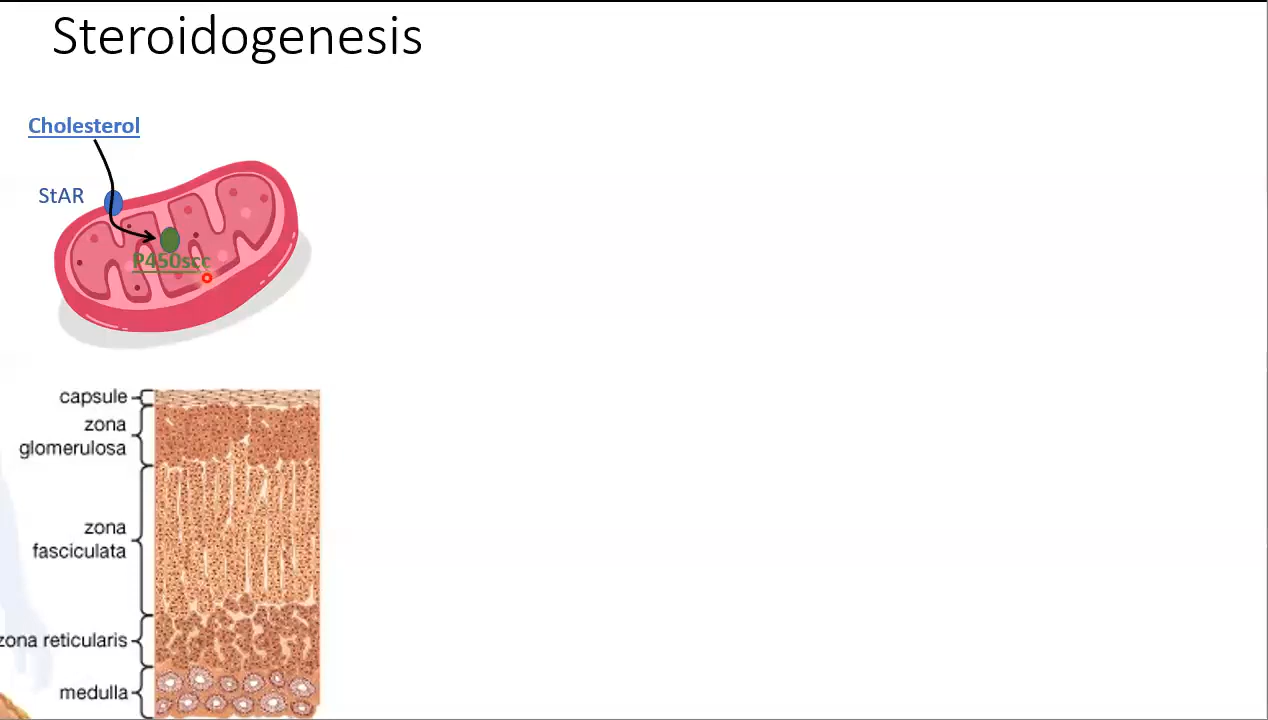 Steroidogenesis
Cholesterol
StAR
P450scc
capsule
zona
glomerulosa
zona
fasciculata
zona reticularis
medulla